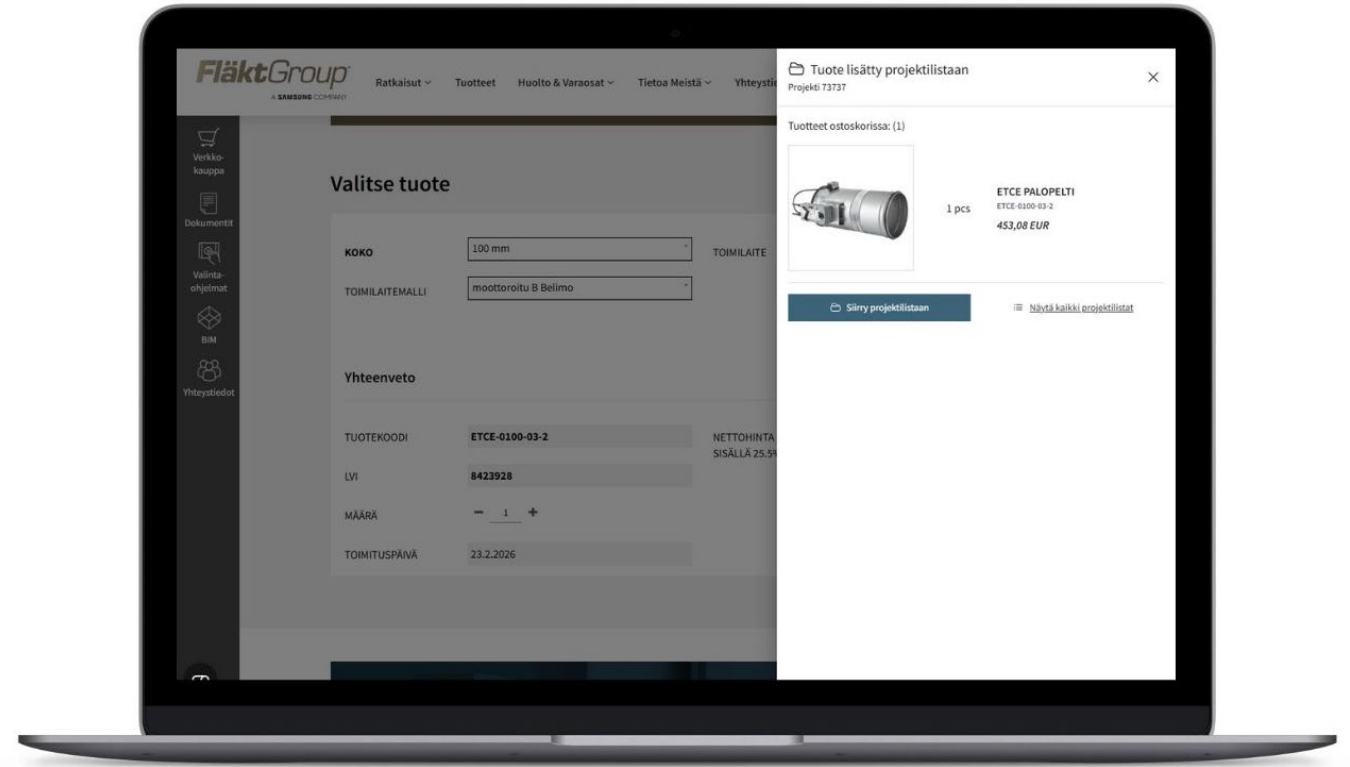 FläktGroup
A SAMSUNG COMPANY
Ratkaisut
Tuotteet
Huolto & Varaosat
Tietoa Meistä
Verkko-
kauppa
Dokumentit
Valinta-
ohjelmat
BIM
Yhteystiedot
Valitse tuote
KOKO
100 mm
TOIMILAITE
TOIMILAITEMALLI
moottoroitu B Belimo
Yhteenveto
TUOTEKOODI
ETCE-0100-03-2
NETTOHINTA
SISÄLLÄ 25.5%
LVI
8423928
MÄÄRÄ
- 1 +
TOIMITUSPÄIVÄ
23.2.2026
Tuote lisätty projektilistaan
Projekti 73737
Tuotteet ostoskorissa: (1)
1 pcs
ETCE PALOPELTI
ETCE-0100-03-2
453,08 EUR
Siirry projektilistaan
Näytä kaikki projektilistat